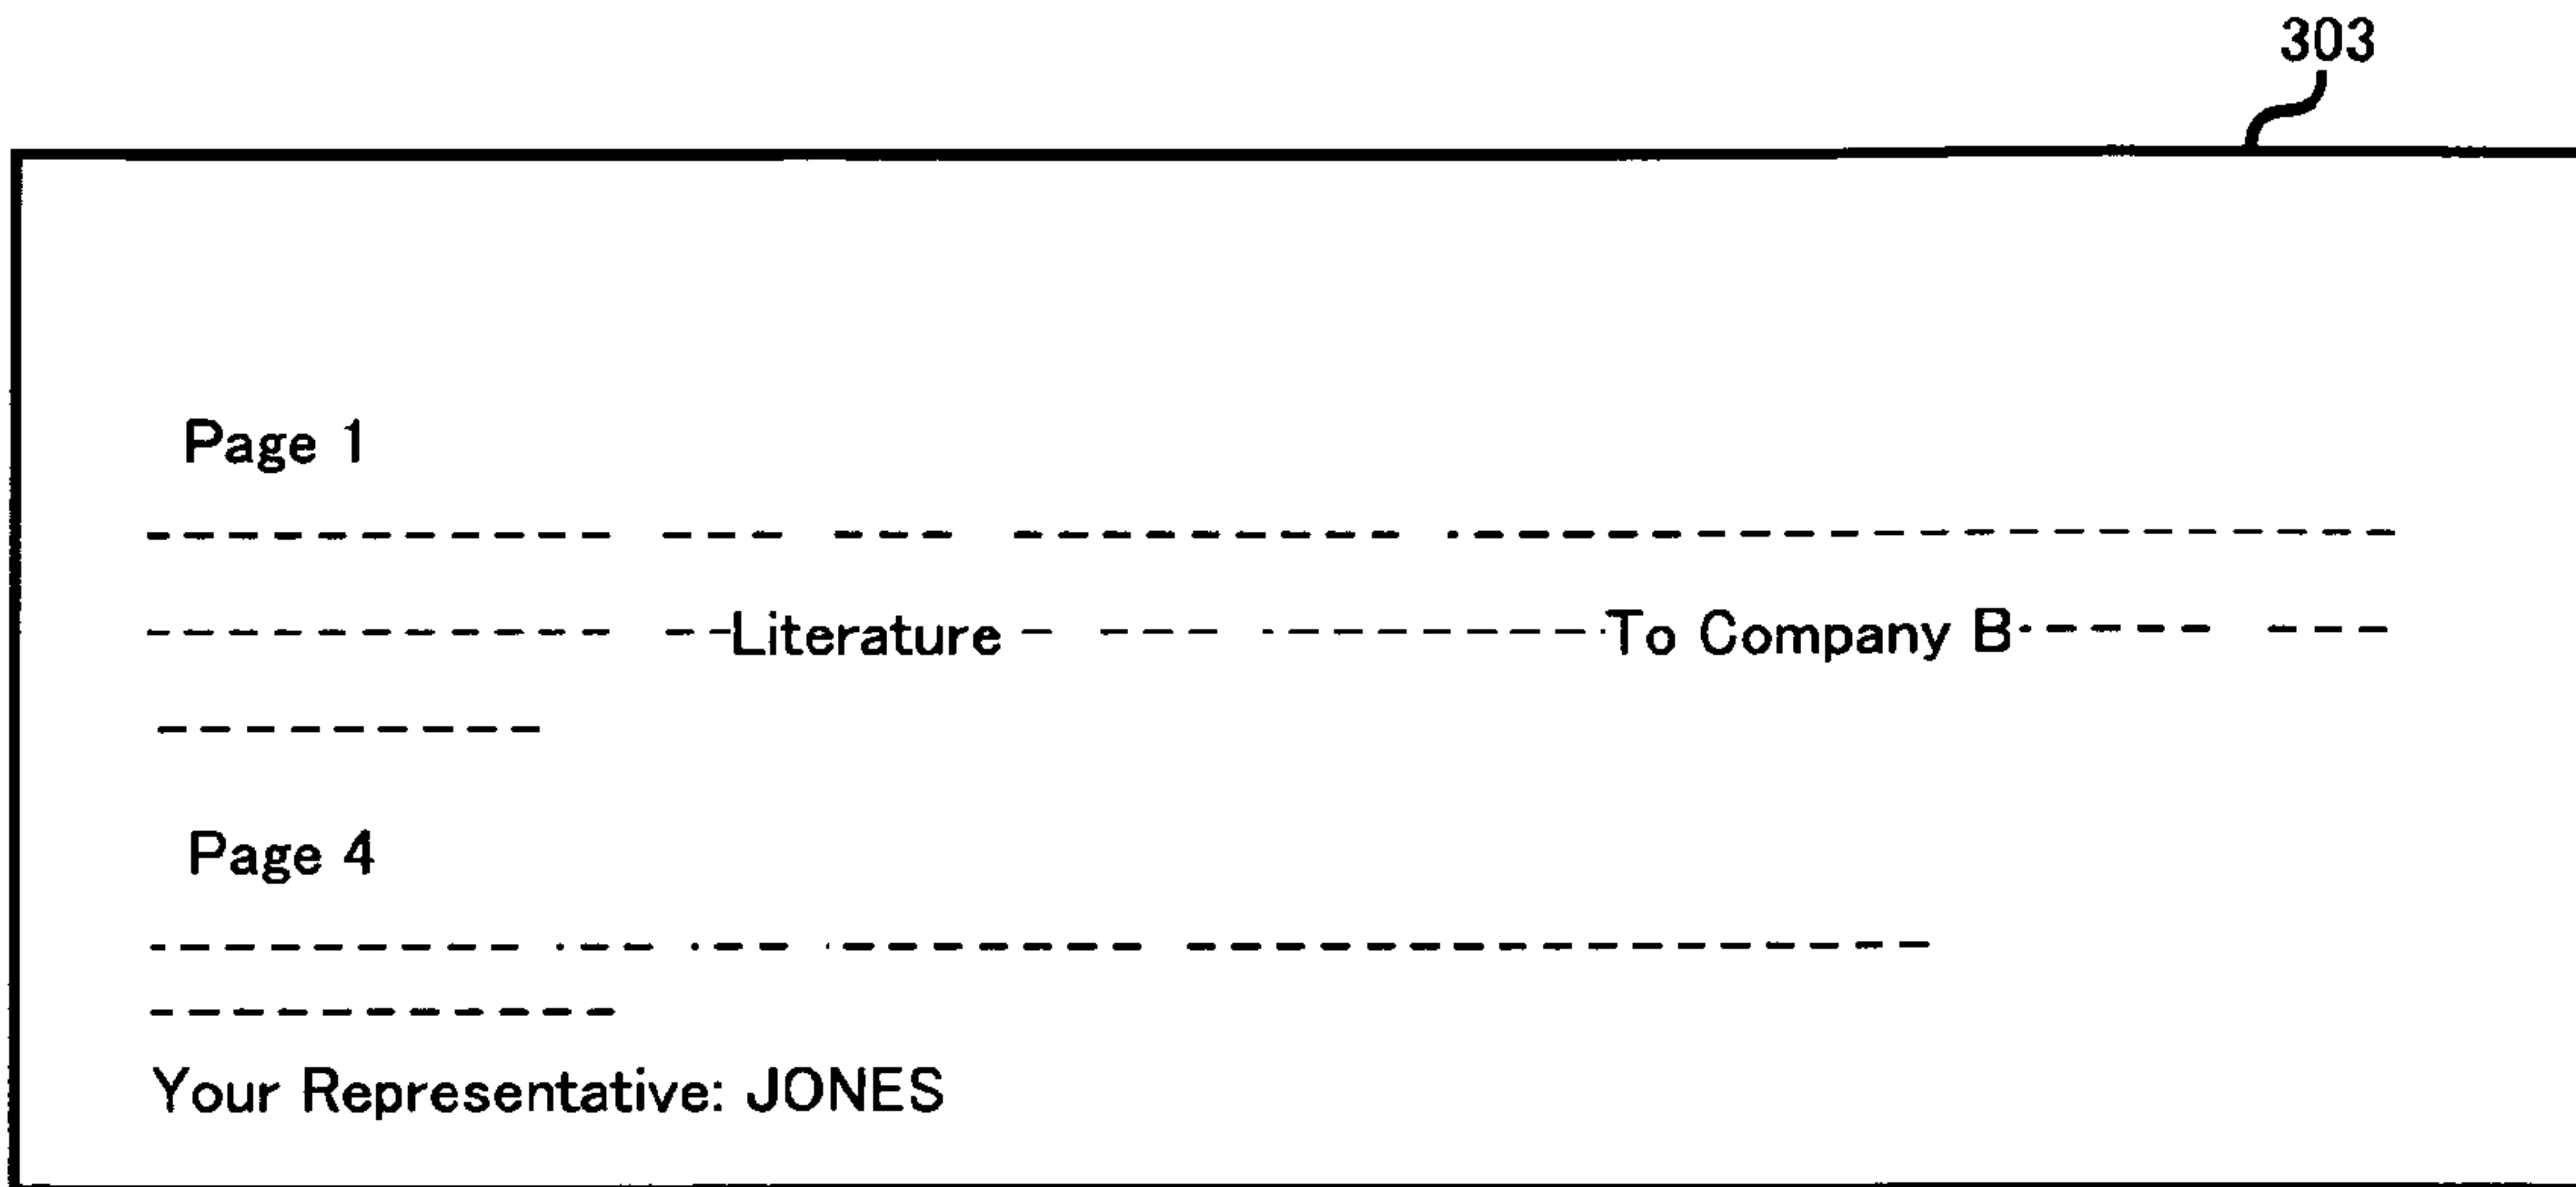 303
Page 1
Literature To Company B
Page 4
Your Representative: JONES